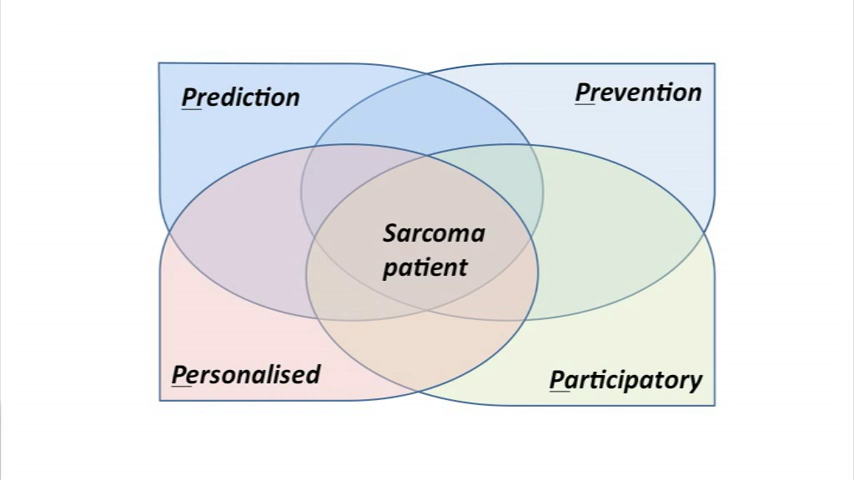 Prediction
Prevention
Sarcoma
patient
Personalised
Participatory